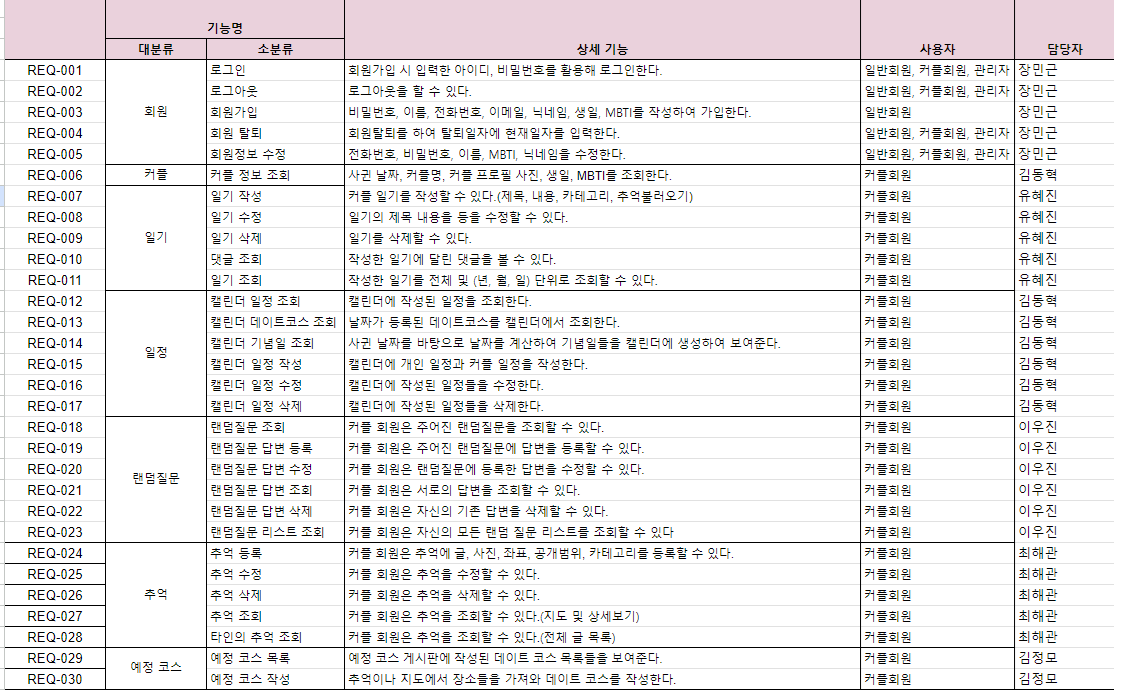 기능명
대분류 소분류 상세 기능 사용자 담당자
REQ-001 로그인 회원가입 시 입력한 아이디, 비밀번호를 활용해 로그인한다. 일반회원, 커플회원, 관리자 장민근
REQ-002 로그아웃 로그아웃을 할 수 있다. 일반회원, 커플회원, 관리자 장민근
REQ-003 회원 회원가입 비밀번호, 이름, 전화번호, 이메일, 닉네임, 생일, MBTI를 작성하여 가입한다. 일반회원 장민근
REQ-004 회원 탈퇴 회원탈퇴를 하여 탈퇴일자에 현재일자를 입력한다. 일반회원, 커플회원, 관리자 장민근
REQ-005 회원정보 수정 전화번호, 비밀번호, 이름, MBTI, 닉네임을 수정한다. 일반회원, 커플회원, 관리자 장민근
REQ-006 커플 커플 정보 조회 사귄 날짜, 커플명, 커플 프로필 사진, 생일, MBTI를 조회한다. 커플회원 김동혁
REQ-007 일기 작성 커플 일기를 작성할 수 있다.(제목, 내용, 카테고리, 추억불러오기) 커플회원 유혜진
REQ-008 일기 수정 일기의 제목 내용을 등을 수정할 수 있다. 커플회원 유혜진
REQ-009 일기 일기 삭제 일기를 삭제할 수 있다. 커플회원 유혜진
REQ-010 댓글 조회 작성한 일기에 달린 댓글을 볼 수 있다. 커플회원 유혜진
REQ-011 일기 조회 작성한 일기를 전체 및 (년, 월, 일) 단위로 조회할 수 있다. 커플회원 유혜진
REQ-012 캘린더 일정 조회 캘린더에 작성된 일정을 조회한다. 커플회원 김동혁
REQ-013 캘린더 데이트코스 조회 날짜가 등록된 데이트코스를 캘린더에서 조회한다. 커플회원 김동혁
REQ-014 일정 캘린더 기념일 조회 사귄 날짜를 바탕으로 날짜를 계산하여 기념일들을 캘린더에 생성하여 보여준다. 커플회원 김동혁
REQ-015 캘린더 일정 작성 캘린더에 개인 일정과 커플 일정을 작성한다. 커플회원 김동혁
REQ-016 캘린더 일정 수정 캘린더에 작성된 일정들을 수정한다. 커플회원 김동혁
REQ-017 캘린더 일정 삭제 캘린더에 작성된 일정들을 삭제한다. 커플회원 김동혁
REQ-018 랜덤질문 조회 커플 회원은 주어진 랜덤질문을 조회할 수 있다. 커플회원 이우진
REQ-019 랜덤질문 답변 등록 커플 회원은 주어진 랜덤질문에 답변을 등록할 수 있다. 커플회원 이우진
REQ-020 랜덤질문 랜덤질문 답변 수정 커플 회원은 랜덤질문에 등록한 답변을 수정할 수 있다. 커플회원 이우진
REQ-021 랜덤질문 답변 조회 커플 회원은 서로의 답변을 조회할 수 있다. 커플회원 이우진
REQ-022 랜덤질문 답변 삭제 커플 회원은 자신의 기존 답변을 삭제할 수 있다. 커플회원 이우진
REQ-023 랜덤질문 리스트 조회 커플 회원은 자신의 모든 랜덤 질문 리스트를 조회할 수 있다 커플회원 이우진
REQ-024 추억 등록 커플 회원은 추억에 글, 사진, 좌표, 공개범위, 카테고리를 등록할 수 있다. 커플회원 최해관
REQ-025 추억 수정 커플 회원은 추억을 수정할 수 있다. 커플회원 최해관
REQ-026 추억 추억 삭제 커플 회원은 추억을 삭제할 수 있다. 커플회원 최해관
REQ-027 추억 조회 커플 회원은 추억을 조회할 수 있다.(지도 및 상세보기) 커플회원 최해관
REQ-028 타인의 추억 조회 커플 회원은 추억을 조회할 수 있다.(전체 글 목록) 커플회원 최해관
REQ-029 예정 코스 예정 코스 목록 예정 코스 게시판에 작성된 데이트 코스 목록들을 보여준다. 커플회원 김정모
REQ-030 예정 코스 작성 추억이나 지도에서 장소들을 가져와 데이트 코스를 작성한다. 커플회원 김정모